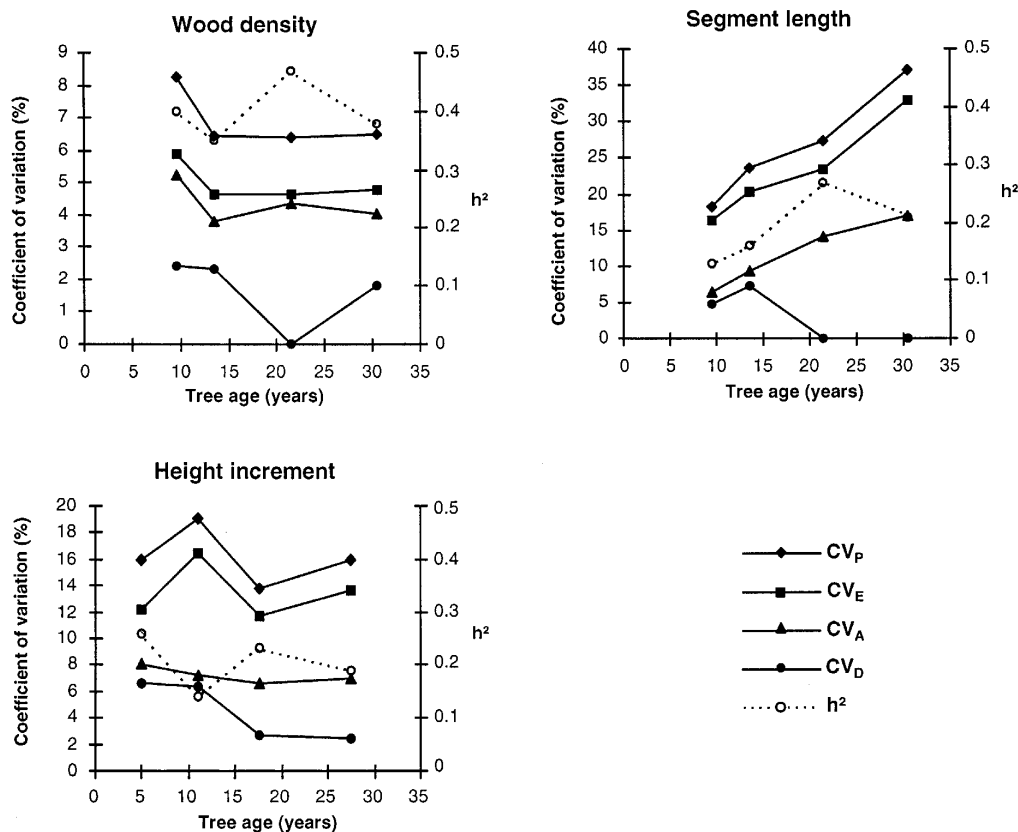 Wood density
9
8
7
6
5
4
3
2
1
0
Coefficient of variation (%)
0.5
0.4
0.3
0.2
0.1
0
h²
0 5 10 15 20 25 30 35
Tree age (years)
Segment length
40
35
30
25
20
15
10
5
0
Coefficient of variation (%)
0.5
0.4
0.3
0.2
0.1
0
h²
0 5 10 15 20 25 30 35
Tree age (years)
Height increment
20
18
16
14
12
10
8
6
4
2
0
Coefficient of variation (%)
0.5
0.4
0.3
0.2
0.1
0
h²
0 5 10 15 20 25 30 35
Tree age (years)
CVP
CVE
CVA
CVD
h²